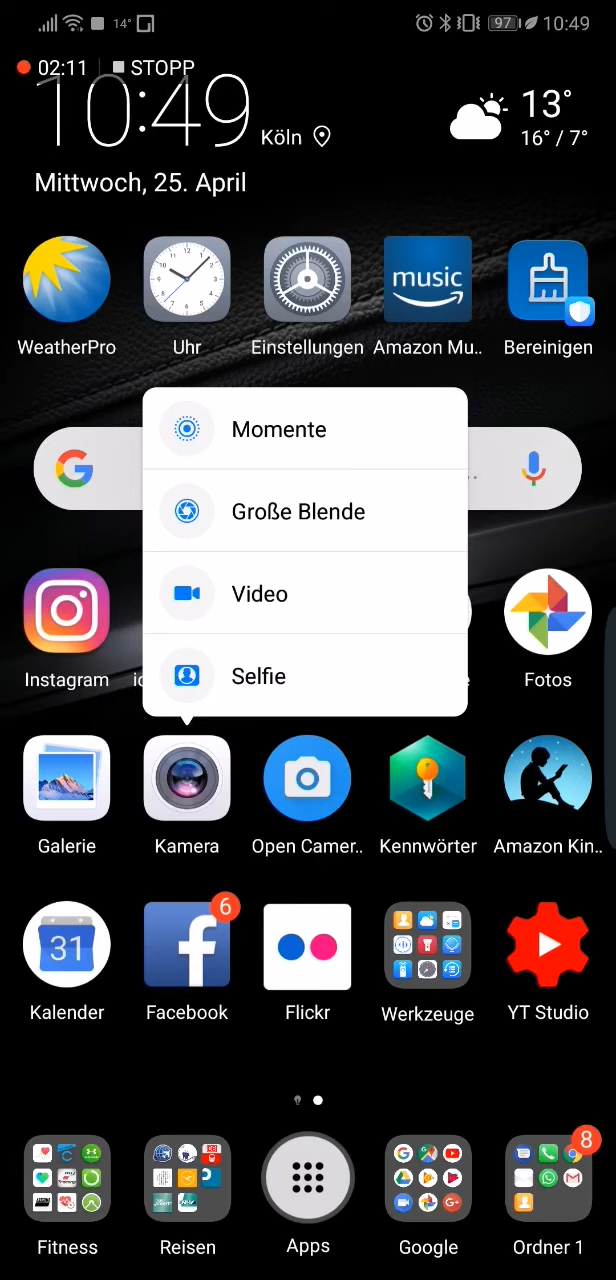 14°
97
10:49
02:11
STOPP
10:49
Köln
13°
16° / 7°
Mittwoch, 25. April
music
WeatherPro
Uhr
Einstellungen
Amazon Mu..
Bereinigen
Momente
Große Blende
Video
Selfie
Instagram
Fotos
Galerie
Kamera
Open Camer..
Kennwörter
Amazon Kin..
31
6
Kalender
Facebook
Flickr
Werkzeuge
YT Studio
8
Fitness
Reisen
Apps
Google
Ordner 1